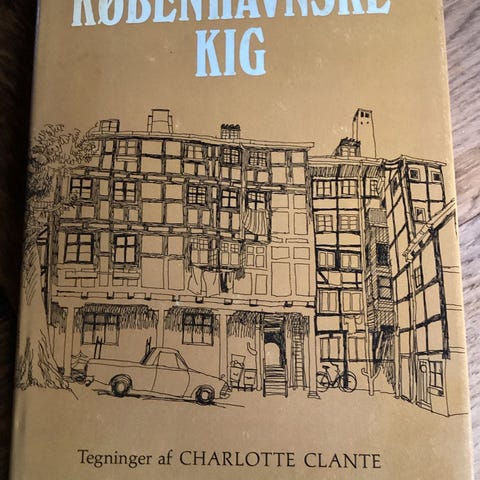 KØBENHAVNSKE
KIG
Tegninger af CHARLOTTE CLANTE